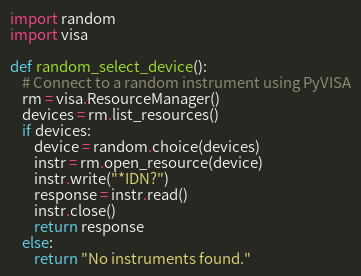 import random
import visa

def random_select_device():
    # Connect to a random instrument using PyVISA
    rm = visa.ResourceManager()
    devices = rm.list_resources()
    if devices:
        device = random.choice(devices)
        instr = rm.open_resource(device)
        instr.write("*IDN?")
        response = instr.read()
        instr.close()
        return response
    else:
        return "No instruments found."